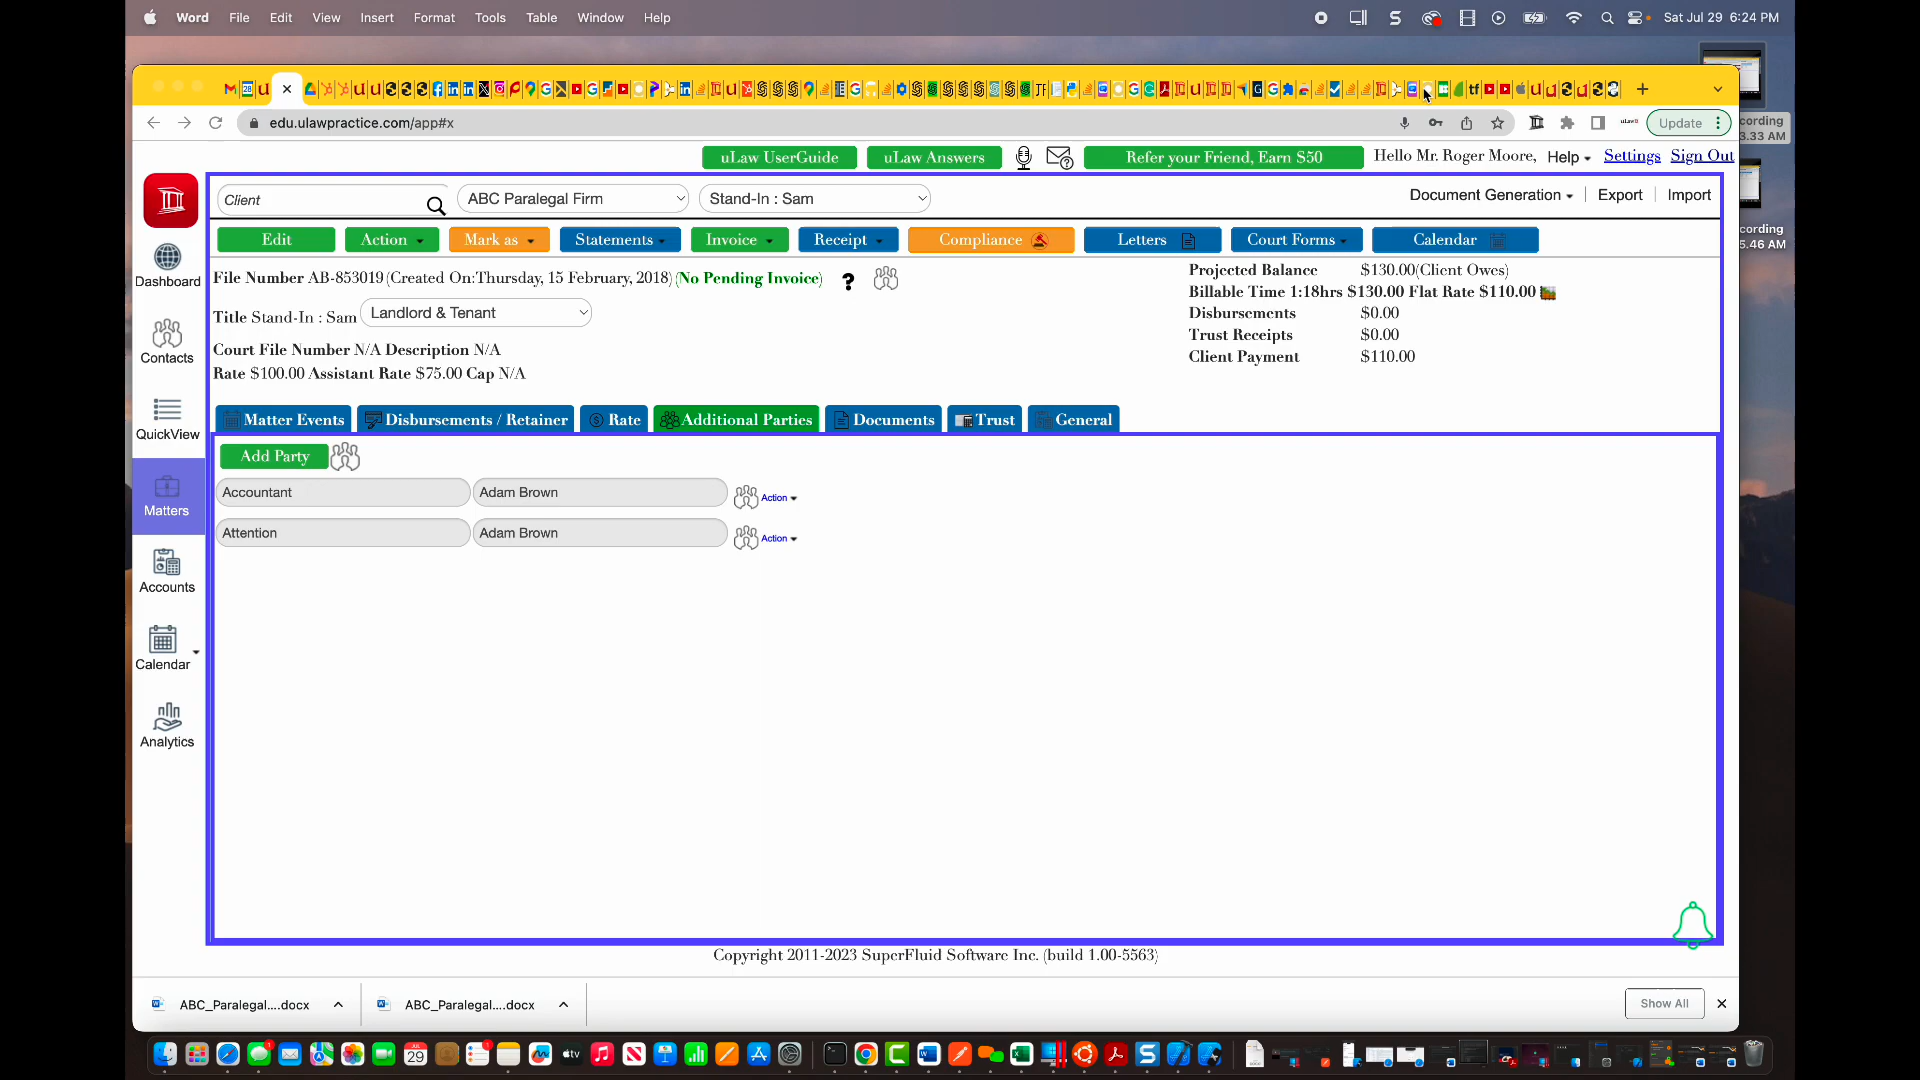 Word File Edit View Insert Format Tools Table Window Help Sat Jul 29 6:24 PM
edu.ulawpractice.com/app#x Update
cording
3.33 AM
uLaw UserGuide uLaw Answers Refer your Friend, Earn $50 Hello Mr. Roger Moore, Help Settings Sign Out
Client ABC Paralegal Firm Stand-In : Sam Document Generation Export Import
cording
5.46 AM
Edit Action Mark as Statements Invoice Receipt Compliance Letters Court Forms Calendar
File Number AB-853019 (Created On:Thursday, 15 February, 2018) (No Pending Invoice) ?
Projected Balance $130.00(Client Owes)
Billable Time 1:18hrs $130.00 Flat Rate $110.00
Disbursements $0.00
Trust Receipts $0.00
Client Payment $110.00
Title Stand-In : Sam Landlord & Tenant
Court File Number N/A Description N/A
Rate $100.00 Assistant Rate $75.00 Cap N/A
Matter Events Disbursements / Retainer Rate Additional Parties Documents Trust General
Add Party
Accountant Adam Brown Action
Attention Adam Brown Action
Dashboard
Contacts
QuickView
Matters
Accounts
Calendar
Analytics
Copyright 2011-2023 SuperFluid Software Inc. (build 1.00-5563)
ABC_Paralegal....docx ABC_Paralegal....docx Show All